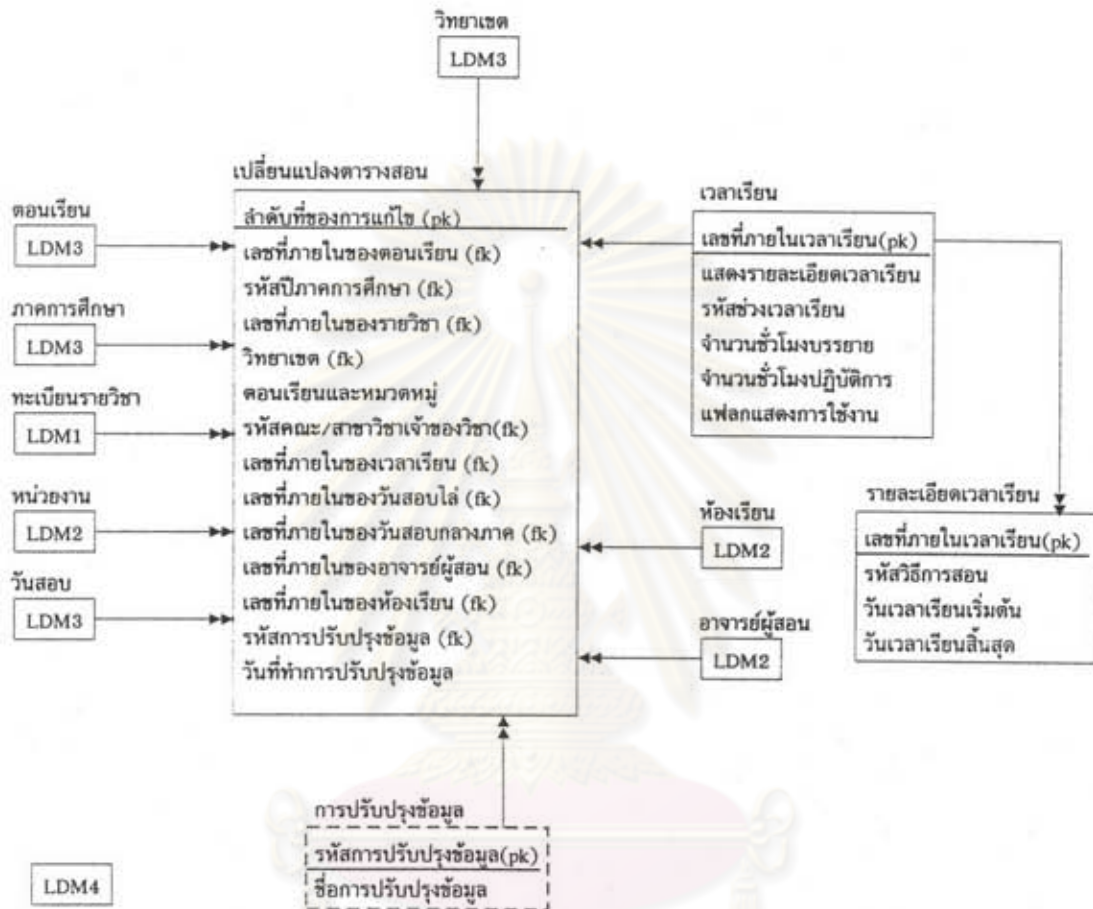 วิทยาเขต
LDM3
เปลี่ยนแปลงตารางสอน
ลำดับที่ของการแก้ไข (pk)
เลขที่ภายในของตอนเรียน (fk)
รหัสปีภาคการศึกษา (fk)
เลขที่ภายในของรายวิชา (fk)
วิทยาเขต (fk)
ตอนเรียนและหมวดหมู่
รหัสคณะ/สาขาวิชาเจ้าของวิชา(fk)
เลขที่ภายในของเวลาเรียน (fk)
เลขที่ภายในของวันสอบไล่ (fk)
เลขที่ภายในของวันสอบกลางภาค (fk)
เลขที่ภายในของอาจารย์ผู้สอน (fk)
เลขที่ภายในของห้องเรียน (fk)
รหัสการปรับปรุงข้อมูล (fk)
วันที่ทำการปรับปรุงข้อมูล
ตอนเรียน
LDM3
ภาคการศึกษา
LDM3
ทะเบียนรายวิชา
LDM1
หน่วยงาน
LDM2
วันสอบ
LDM3
เวลาเรียน
เลขที่ภายในเวลาเรียน(pk)
แสดงรายละเอียดเวลาเรียน
รหัสช่วงเวลาเรียน
จำนวนชั่วโมงบรรยาย
จำนวนชั่วโมงปฏิบัติการ
แฟลกแสดงการใช้งาน
รายละเอียดเวลาเรียน
เลขที่ภายในเวลาเรียน(pk)
รหัสวิธีการสอน
วันเวลาเรียนเริ่มต้น
วันเวลาเรียนสิ้นสุด
ห้องเรียน
LDM2
อาจารย์ผู้สอน
LDM2
การปรับปรุงข้อมูล
รหัสการปรับปรุงข้อมูล(pk)
ชื่อการปรับปรุงข้อมูล
LDM4